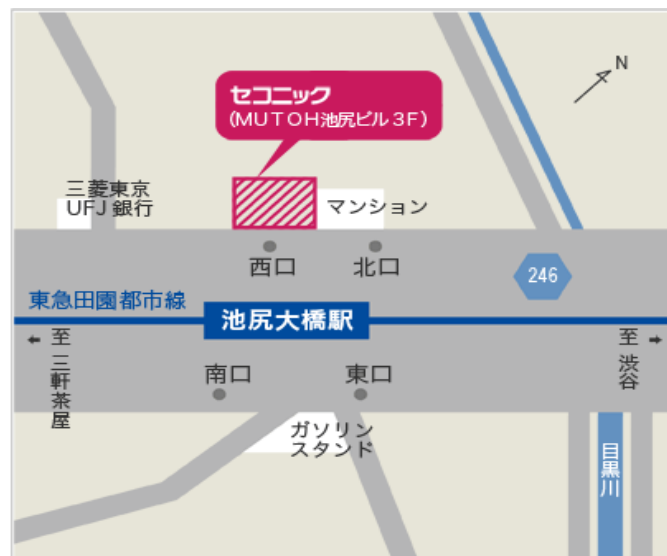 N
セコニック
(MUTOH池尻ビル3F)
三菱東京
UFJ銀行
マンション
西口
北口
246
東急田園都市線
池尻大橋駅
← 至 三軒茶屋
至 → 渋谷
南口
東口
ガソリン
スタンド
目黒川